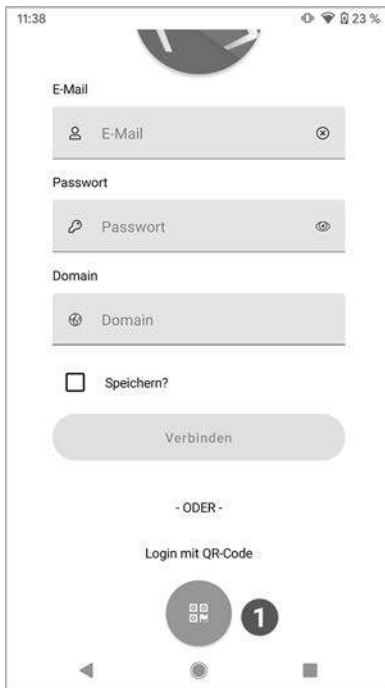 11:38
23 %
E-Mail
E-Mail
Passwort
Passwort
Domain
Domain
Speichern?
Verbinden
- ODER -
Login mit QR-Code
1